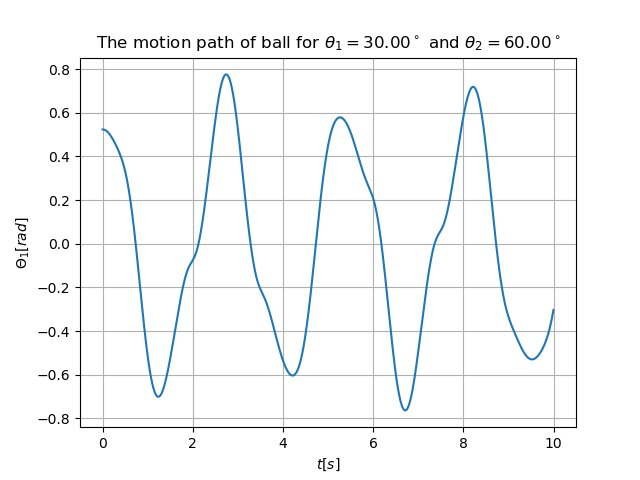 The motion path of ball for θ₁ = 30.00° and θ₂ = 60.00°
0.8
0.6
0.4
0.2
0.0
−0.2
−0.4
−0.6
−0.8
Θ₁[rad]
0 2 4 6 8 10
t[s]